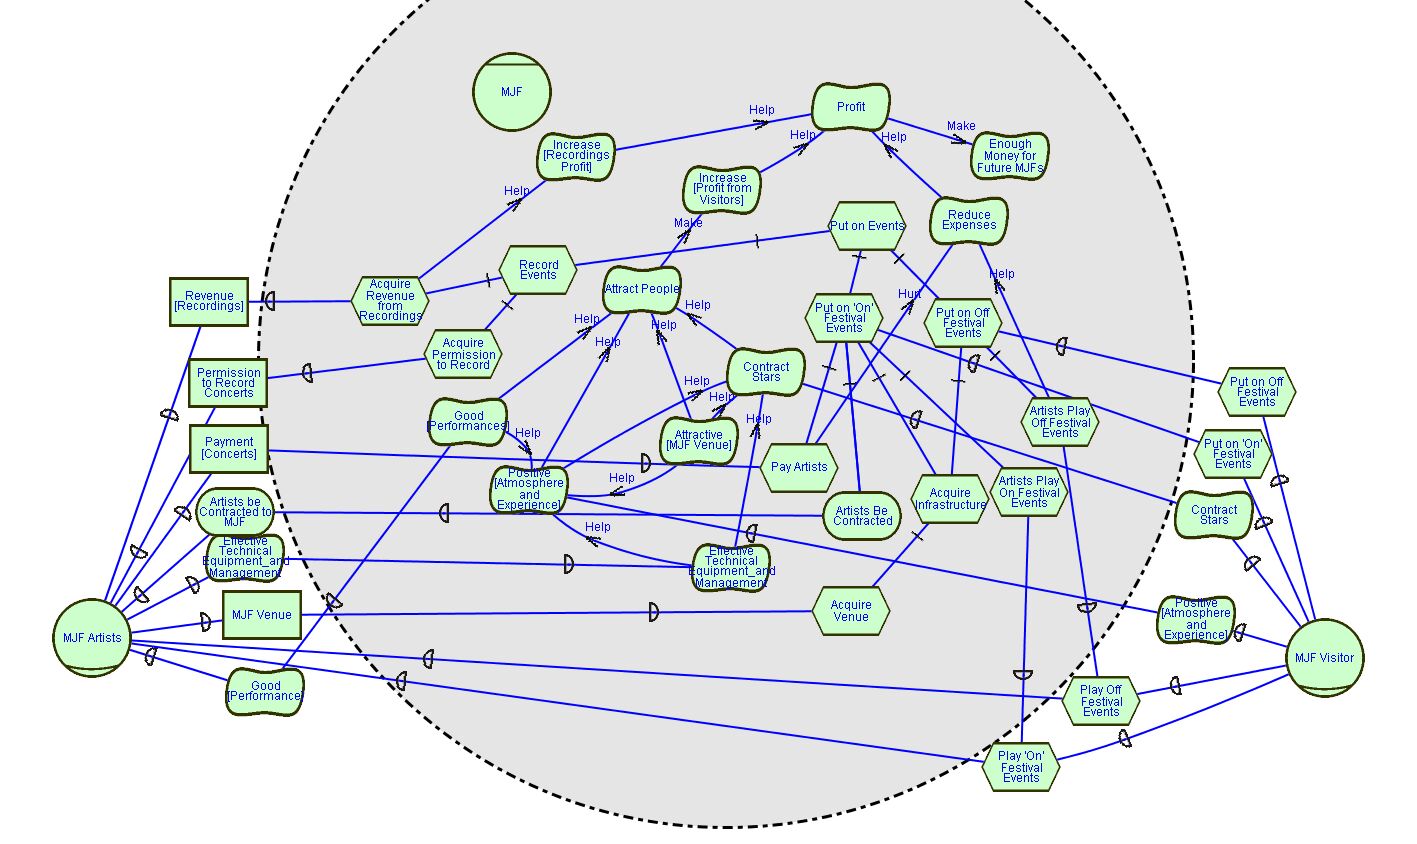 MJF
Profit
Help
Help
Help
Make
Enough
Money for
Future MJFs
Increase
[Recordings
Profit]
Increase
[Profit from
Visitors]
Help
Make
Put on Events
Reduce
Expenses
Record
Events
Attract People
Help
Hurt
Revenue
[Recordings]
Acquire
Revenue
from
Recordings
Put on 'On'
Festival
Events
Put on Off
Festival
Events
Help
Help
Help
Help
Acquire
Permission
to Record
Permission
to Record
Concerts
Contract
Stars
Help
Help
Put on Off
Festival
Events
Good
[Performances]
Help
Attractive
[MJF Venue]
Help
Artists Play
Off Festival
Events
Payment
[Concerts]
Put on 'On'
Festival
Events
Pay Artists
Help
Positive
[Atmosphere
and
Experience]
Acquire
Infrastructure
Artists Play
On Festival
Events
Artists be
Contracted to
MJF
Artists Be
Contracted
Contract
Stars
Help
Effective
Technical
Equipment_and
Management
Effective
Technical
Equipment_and
Management
MJF Venue
Acquire
Venue
Positive
[Atmosphere
and
Experience]
MJF Artists
MJF Visitor
Good
[Performance]
Play Off
Festival
Events
Play 'On'
Festival
Events